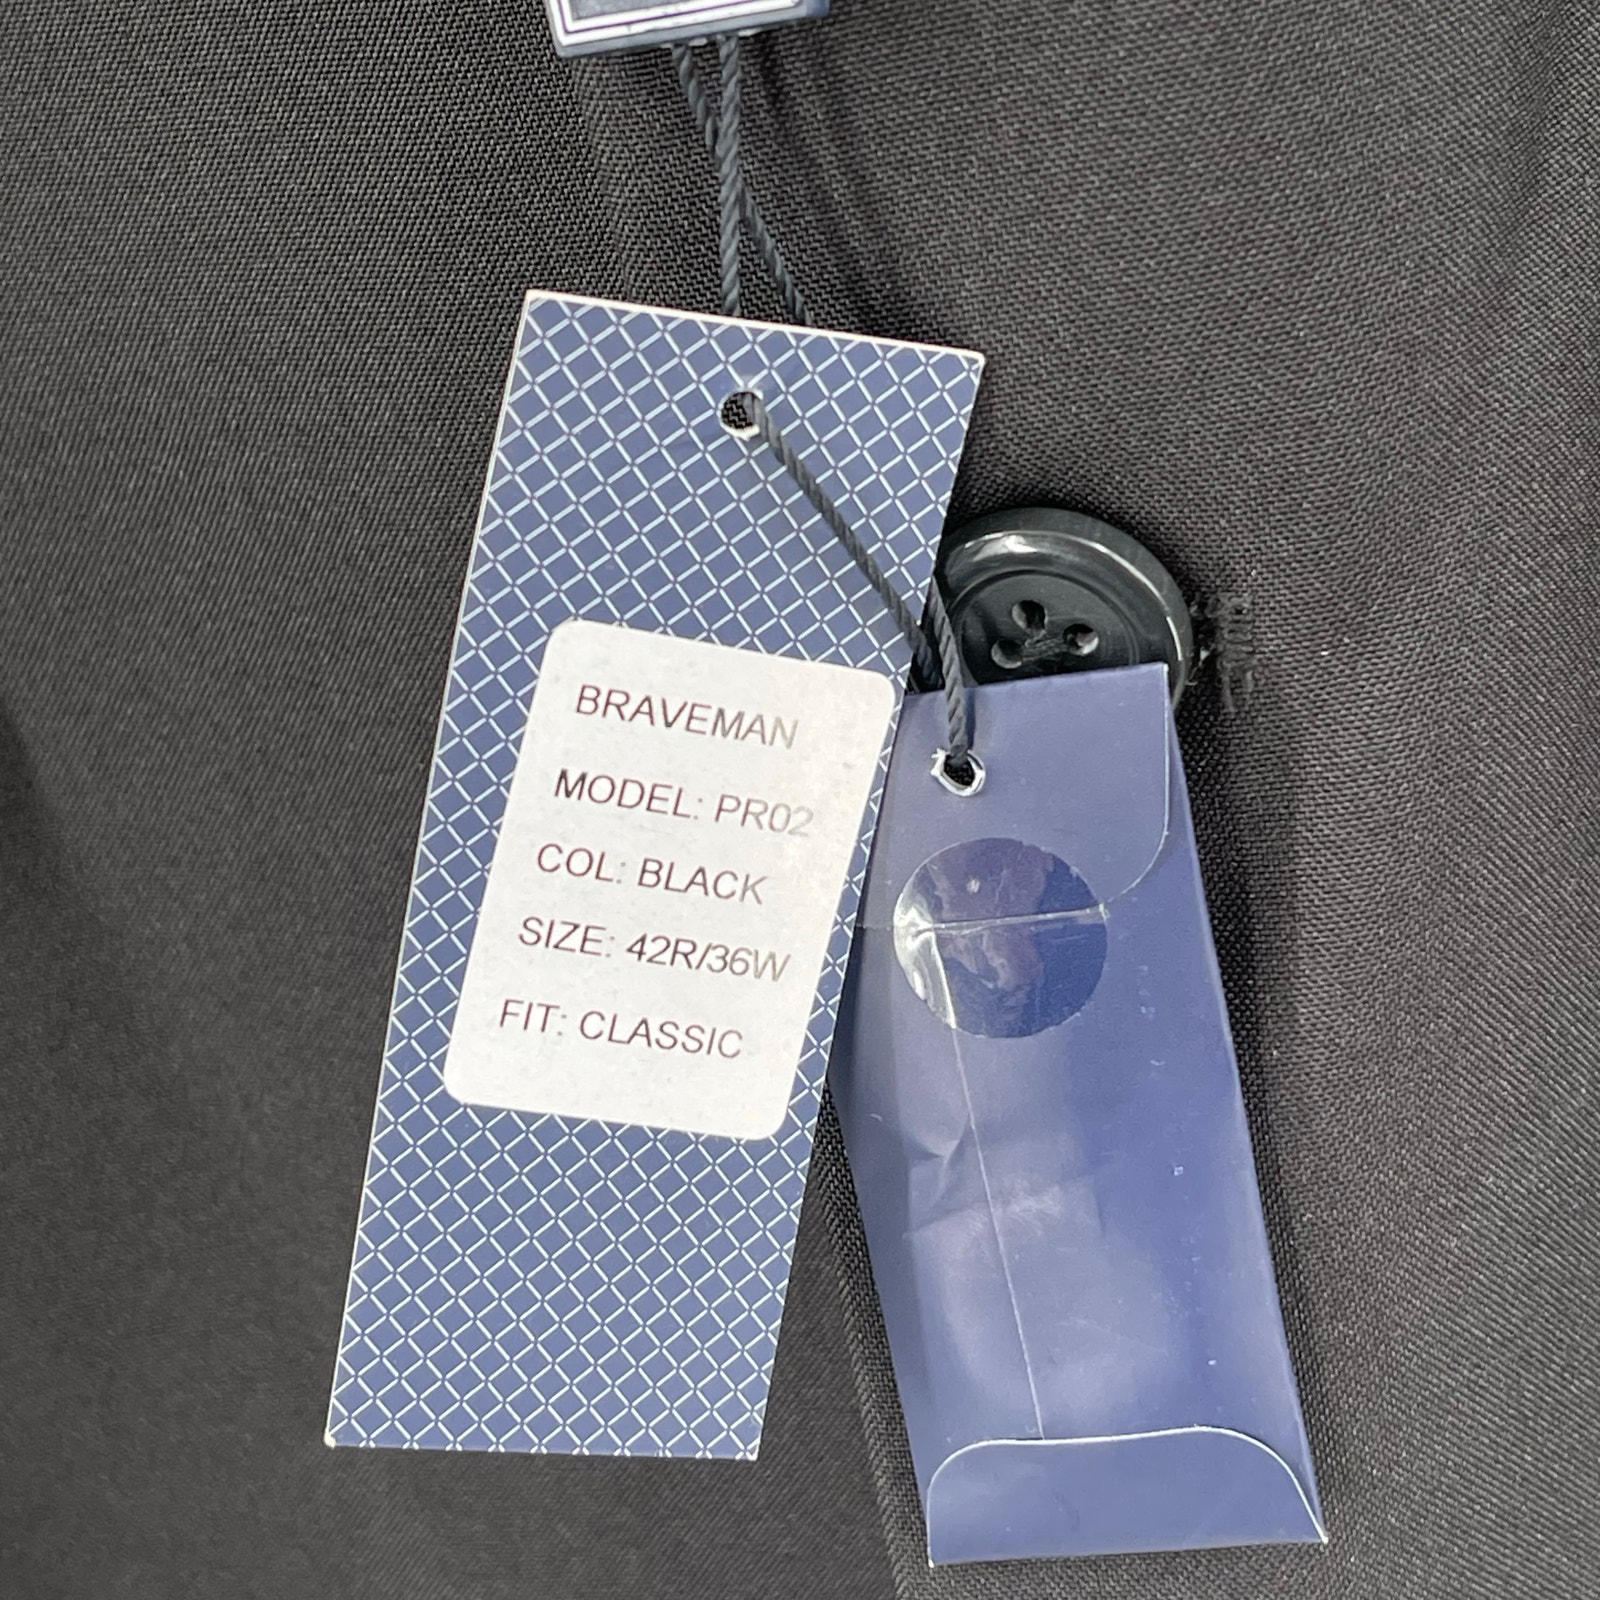 BRAVEMAN
MODEL: PR02
COL: BLACK
SIZE: 42R/36W
FIT: CLASSIC